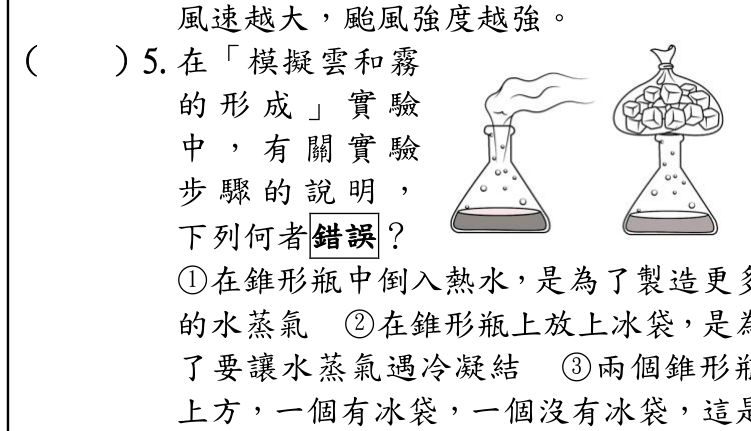 風速越大，颱風強度越強。
（　　）5. 在「模擬雲和霧
的形成」實驗
中，有關實驗
步驟的說明，
下列何者錯誤？
①在錐形瓶中倒入熱水，是為了製造更多
的水蒸氣　②在錐形瓶上放上冰袋，是為
了要讓水蒸氣遇冷凝結　③兩個錐形瓶
上方，一個有冰袋，一個沒有冰袋，這是